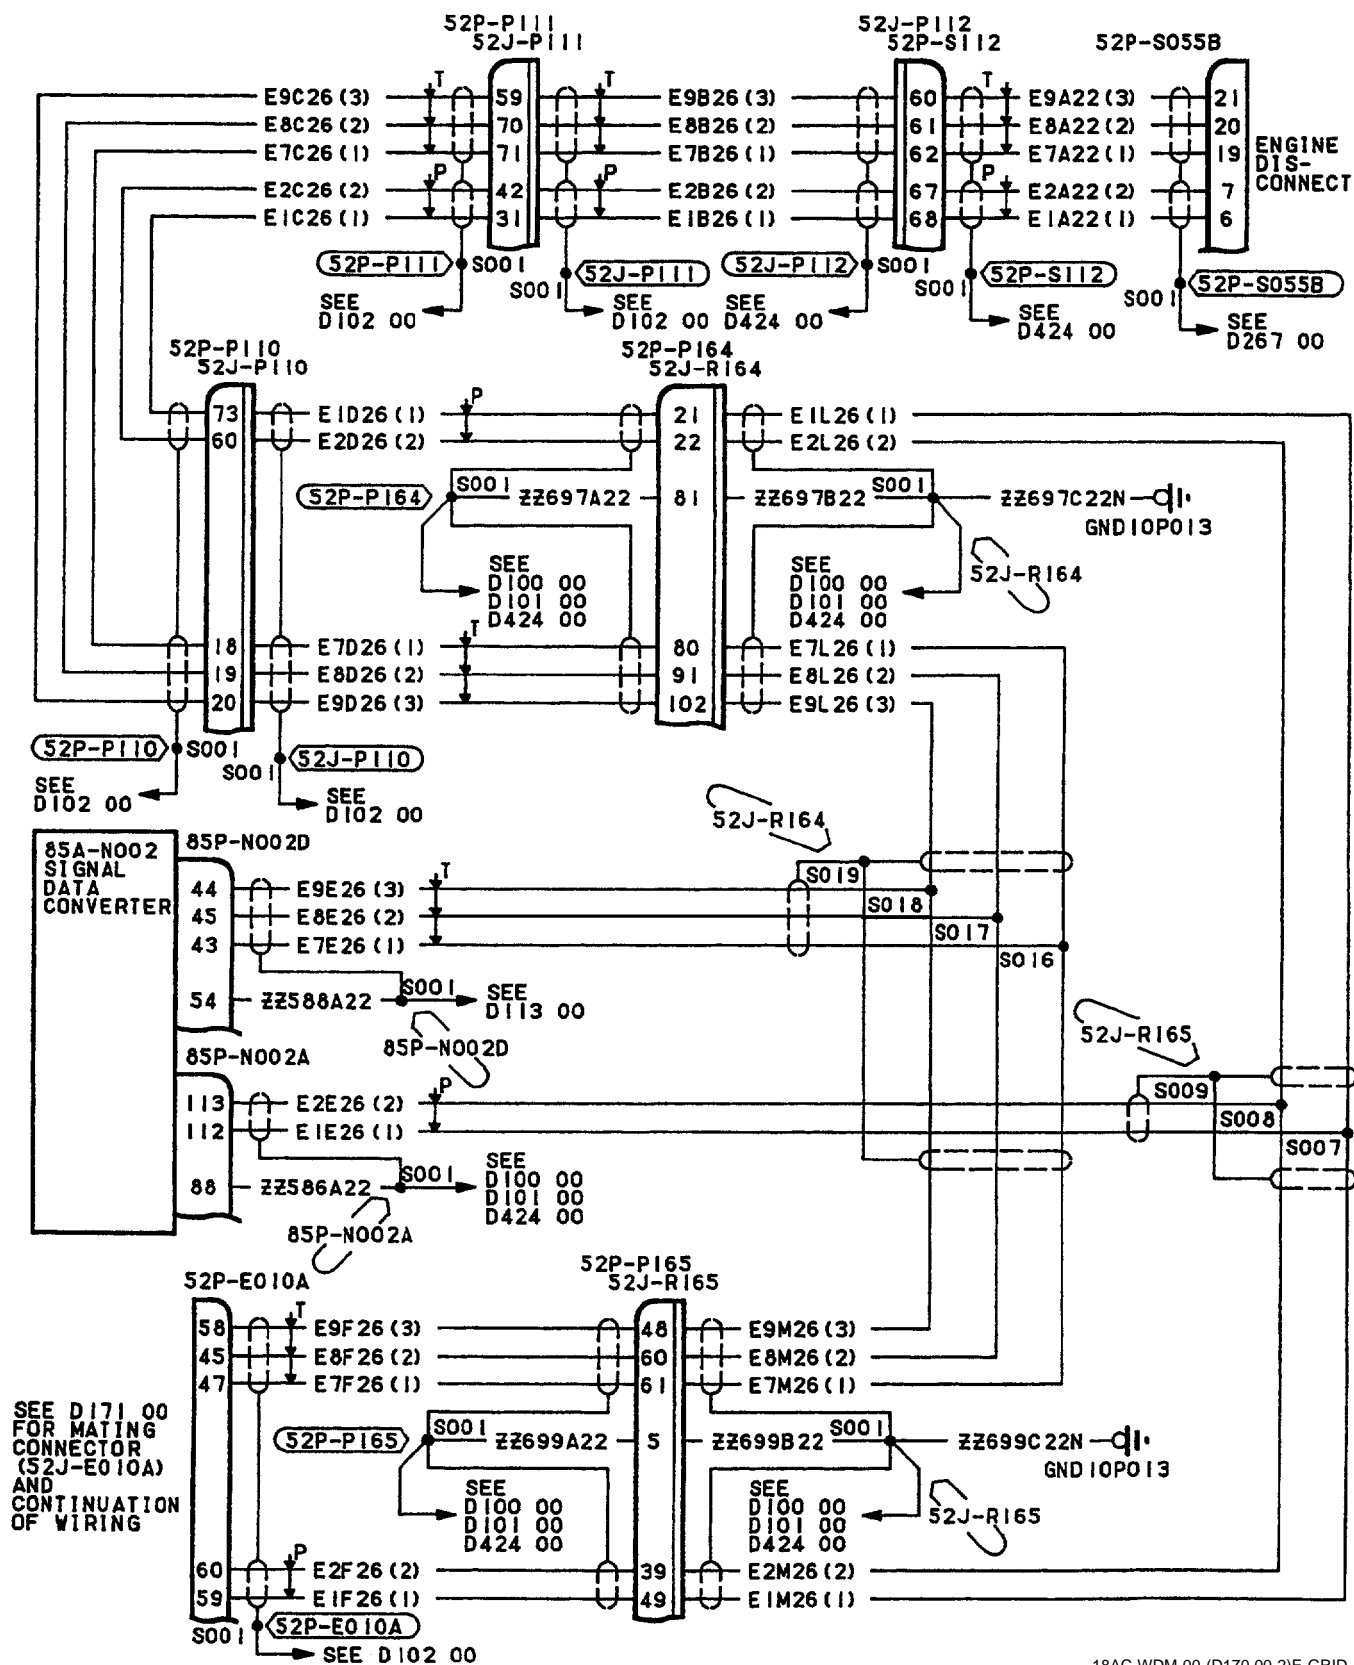 52P-P111
52J-P111
52J-P112
52P-S112
52P-S055B
T
T
T
E9C26(3)
59
E9B26(3)
60
E9A22(3)
21
E8C26(2)
70
E8B26(2)
61
E8A22(2)
20
E7C26(1)
71
E7B26(1)
62
E7A22(1)
19
ENGINE
DIS-
CONNECT
P
P
P
E2C26(2)
42
E2B26(2)
67
E2A22(2)
7
E1C26(1)
31
E1B26(1)
68
E1A22(1)
6
52P-P111
S001
52J-P111
S001
52J-P112
S001
52P-S112
S001
52P-S055B
S001
SEE
D102 00
SEE
D102 00
SEE
D424 00
SEE
D424 00
SEE
D267 00
52P-P110
52J-P110
52P-P164
52J-R164
P
73
E1D26(1)
21
E1L26(1)
60
E2D26(2)
22
E2L26(2)
52P-P164
S001
ZZ697A22
81
ZZ697B22
S001
ZZ697C22N
GND10P013
SEE
D100 00
D101 00
D424 00
SEE
D100 00
D101 00
D424 00
52J-R164
T
18
E7D26(1)
80
E7L26(1)
19
E8D26(2)
91
E8L26(2)
20
E9D26(3)
102
E9L26(3)
52P-P110
S001
S001
52J-P110
SEE
D102 00
SEE
D102 00
52J-R164
85A-N002
SIGNAL
DATA
CONVERTER
85P-N002D
T
44
E9E26(3)
S019
S018
45
E8E26(2)
S017
43
E7E26(1)
S016
54
ZZ588A22
S001
SEE
D113 00
85P-N002D
52J-R165
85P-N002A
P
113
E2E26(2)
S009
S008
112
E1E26(1)
S007
88
ZZ586A22
S001
SEE
D100 00
D101 00
D424 00
85P-N002A
52P-E010A
52P-P165
52J-R165
T
58
E9F26(3)
48
E9M26(3)
45
E8F26(2)
60
E8M26(2)
47
E7F26(1)
61
E7M26(1)
SEE D171 00
FOR MATING
CONNECTOR
(52J-E010A)
AND
CONTINUATION
OF WIRING
52P-P165
S001
ZZ699A22
5
ZZ699B22
S001
ZZ699C22N
GND10P013
SEE
D100 00
D101 00
D424 00
SEE
D100 00
D101 00
D424 00
52J-R165
P
60
E2F26(2)
39
E2M26(2)
59
E1F26(1)
49
E1M26(1)
S001
52P-E010A
SEE D102 00